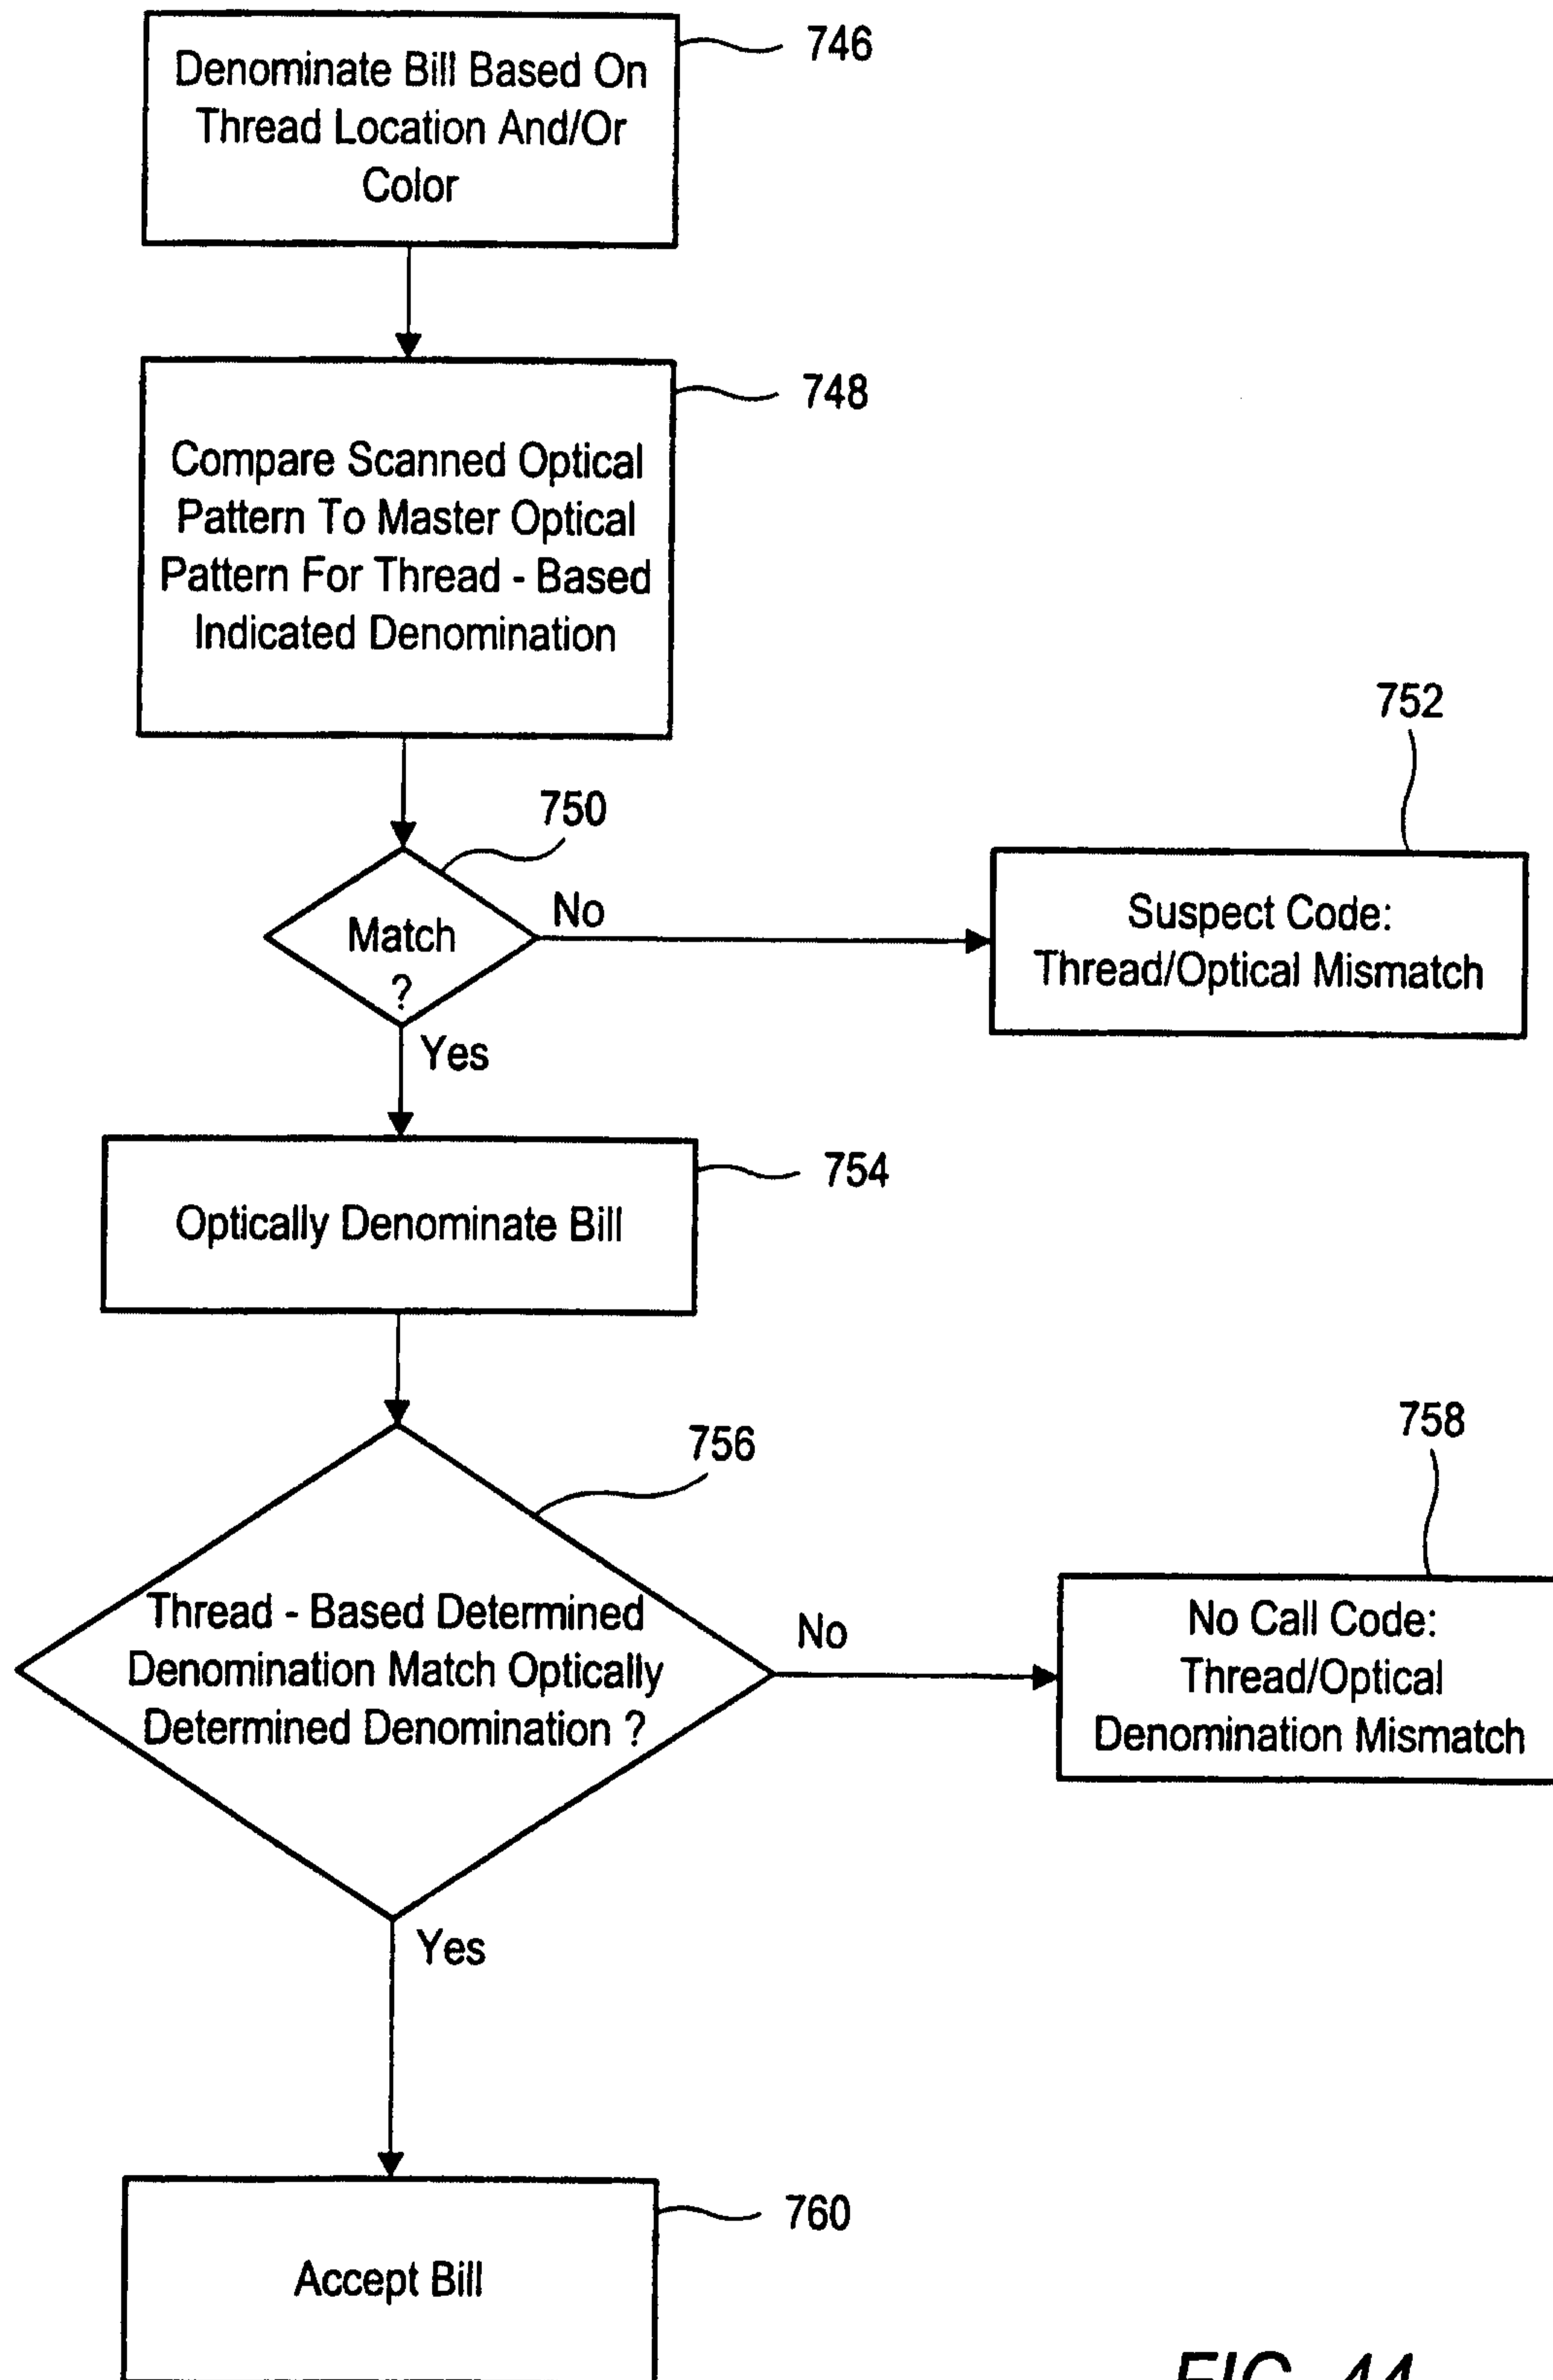 746
Denominate Bill Based On
Thread Location And/Or
Color
748
Compare Scanned Optical
Pattern To Master Optical
Pattern For Thread - Based
Indicated Denomination
750
Match
?
No
Yes
752
Suspect Code:
Thread/Optical Mismatch
754
Optically Denominate Bill
756
Thread - Based Determined
Denomination Match Optically
Determined Denomination ?
No
Yes
758
No Call Code:
Thread/Optical
Denomination Mismatch
760
Accept Bill
FIG. 44